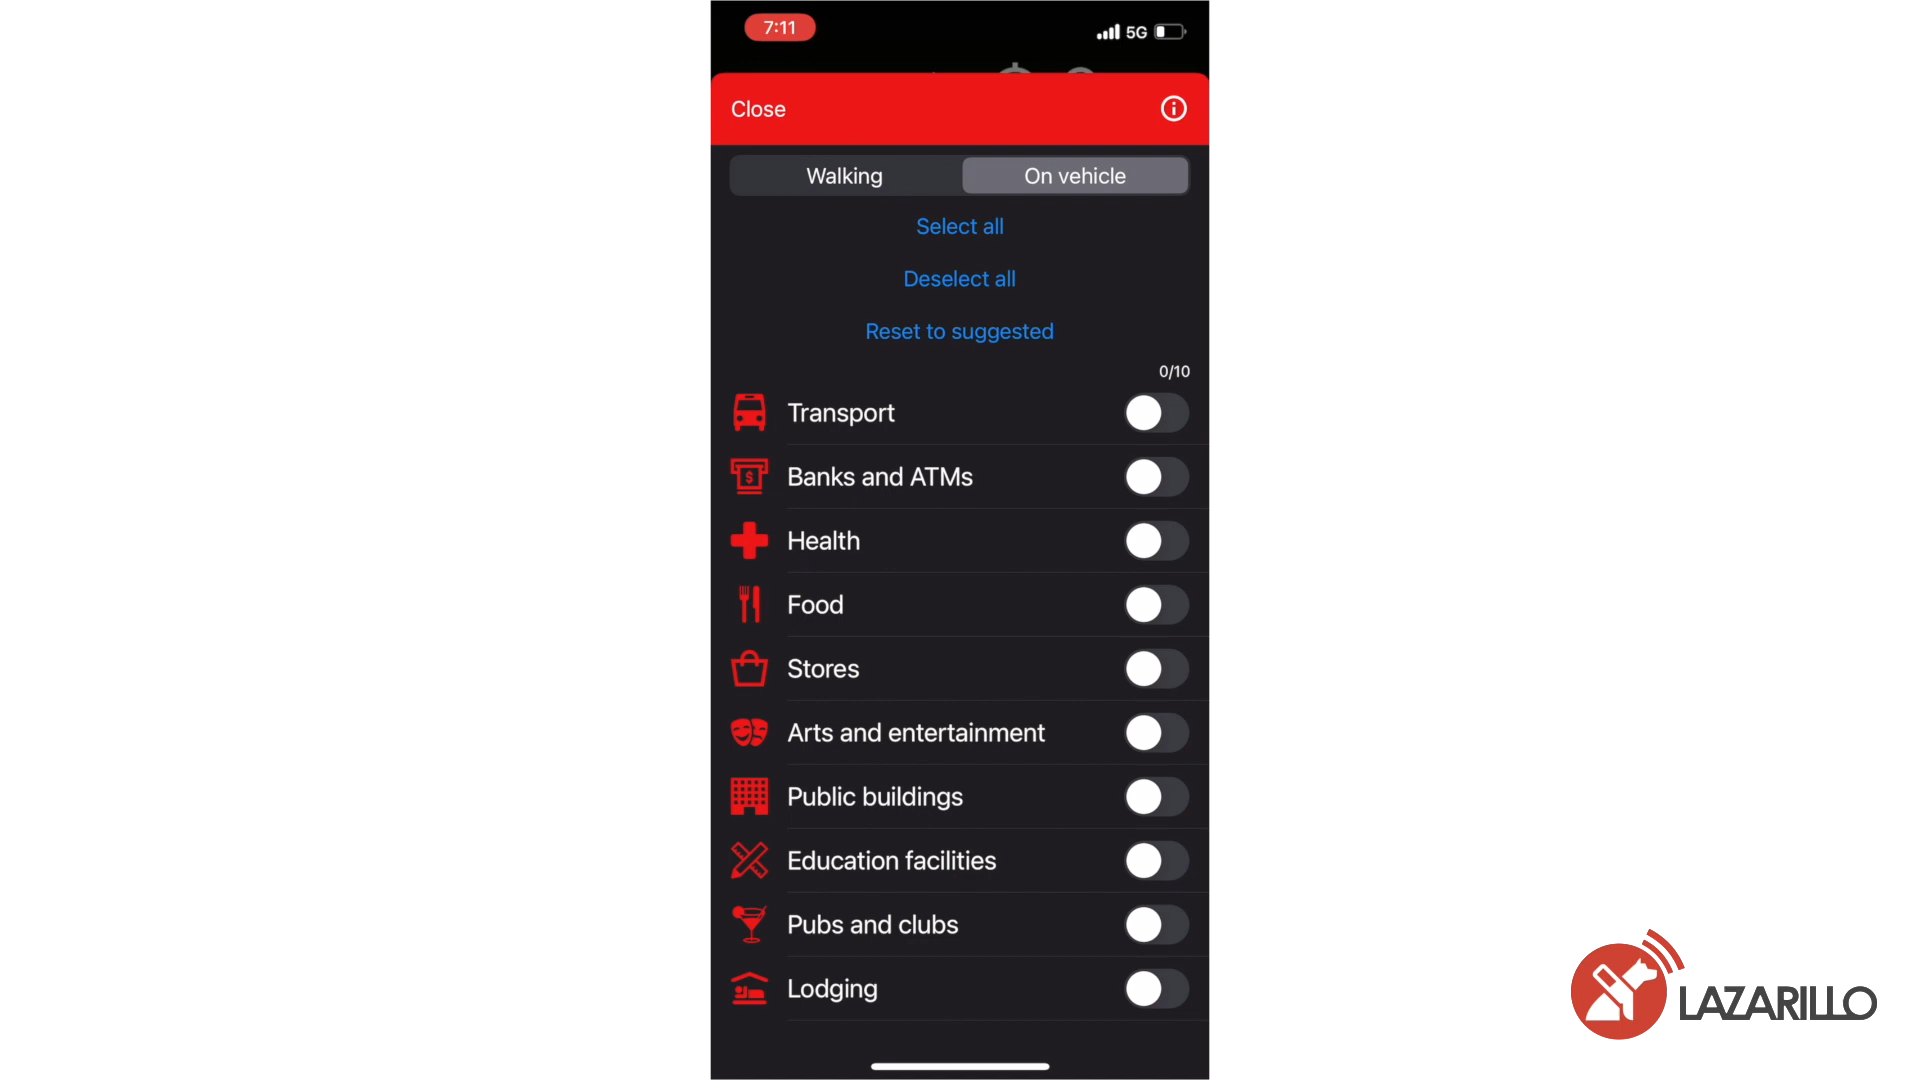 7:11
5G
Close
Walking
On vehicle
Select all
Deselect all
Reset to suggested
0/10
Transport
Banks and ATMs
Health
Food
Stores
Arts and entertainment
Public buildings
Education facilities
Pubs and clubs
Lodging
LAZARILLO